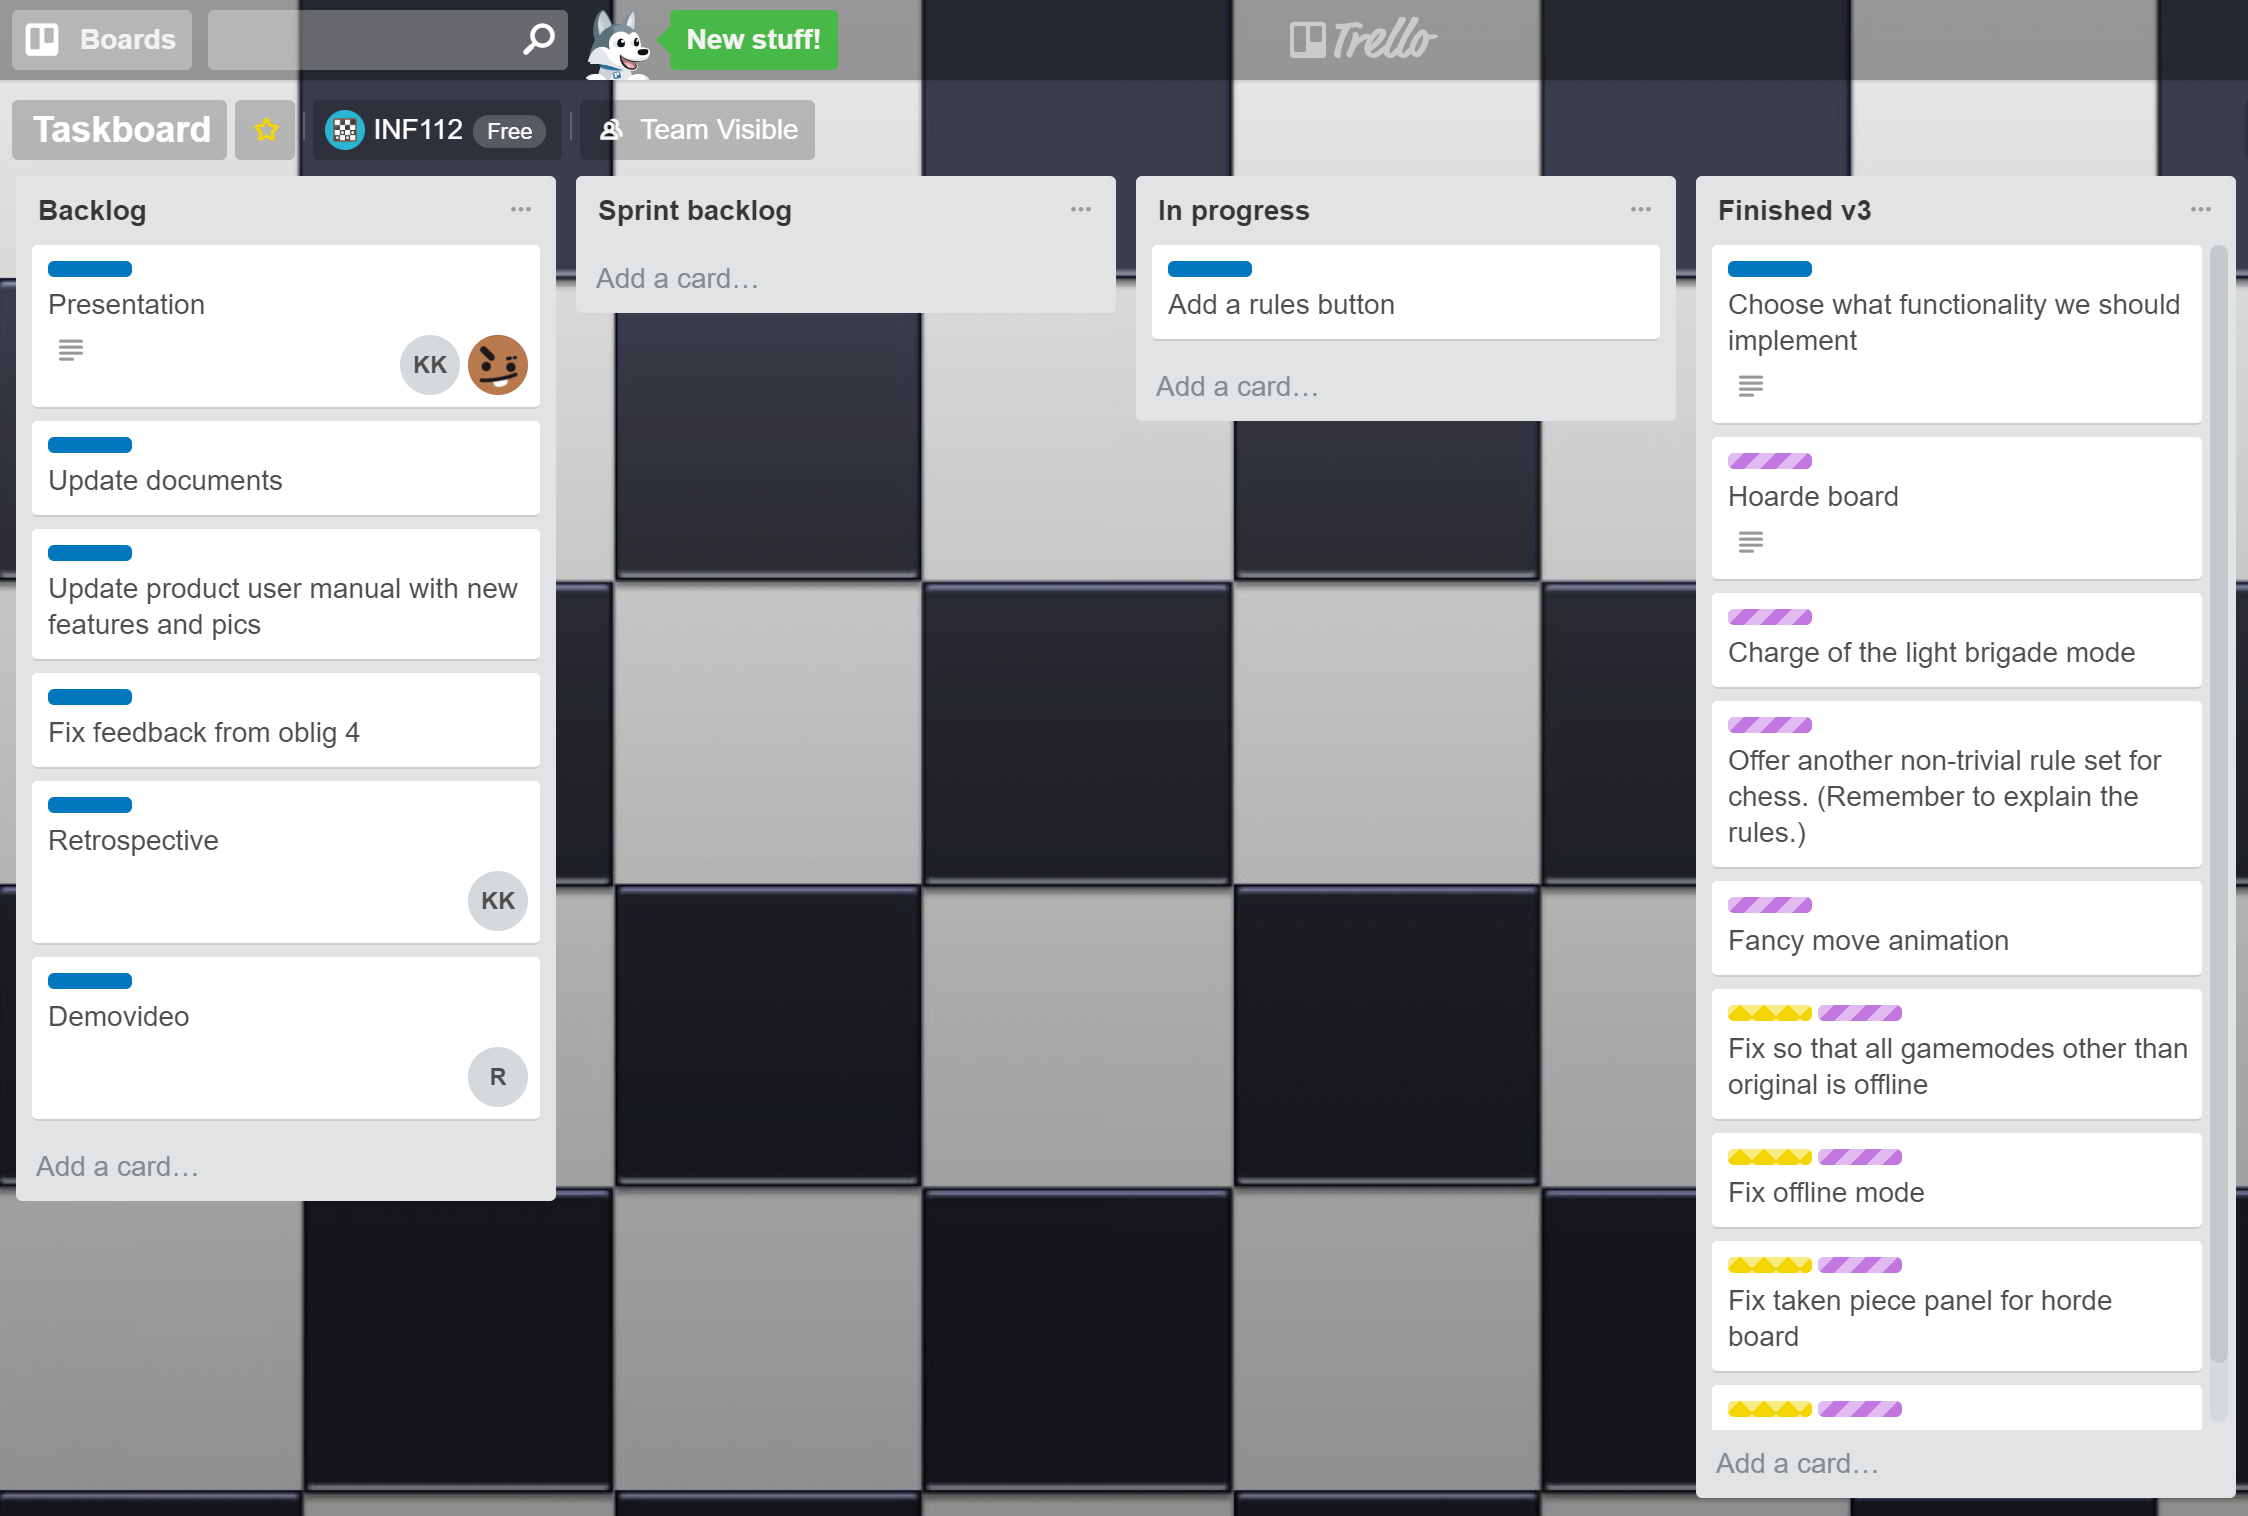 Boards
New stuff!
Trello
Taskboard
INF112 Free
Team Visible
Backlog
Presentation
KK
Update documents
Update product user manual with new
features and pics
Fix feedback from oblig 4
Retrospective
KK
Demovideo
R
Add a card…
Sprint backlog
Add a card…
In progress
Add a rules button
Add a card…
Finished v3
Choose what functionality we should
implement
Hoarde board
Charge of the light brigade mode
Offer another non-trivial rule set for
chess. (Remember to explain the
rules.)
Fancy move animation
Fix so that all gamemodes other than
original is offline
Fix offline mode
Fix taken piece panel for horde
board
Add a card…